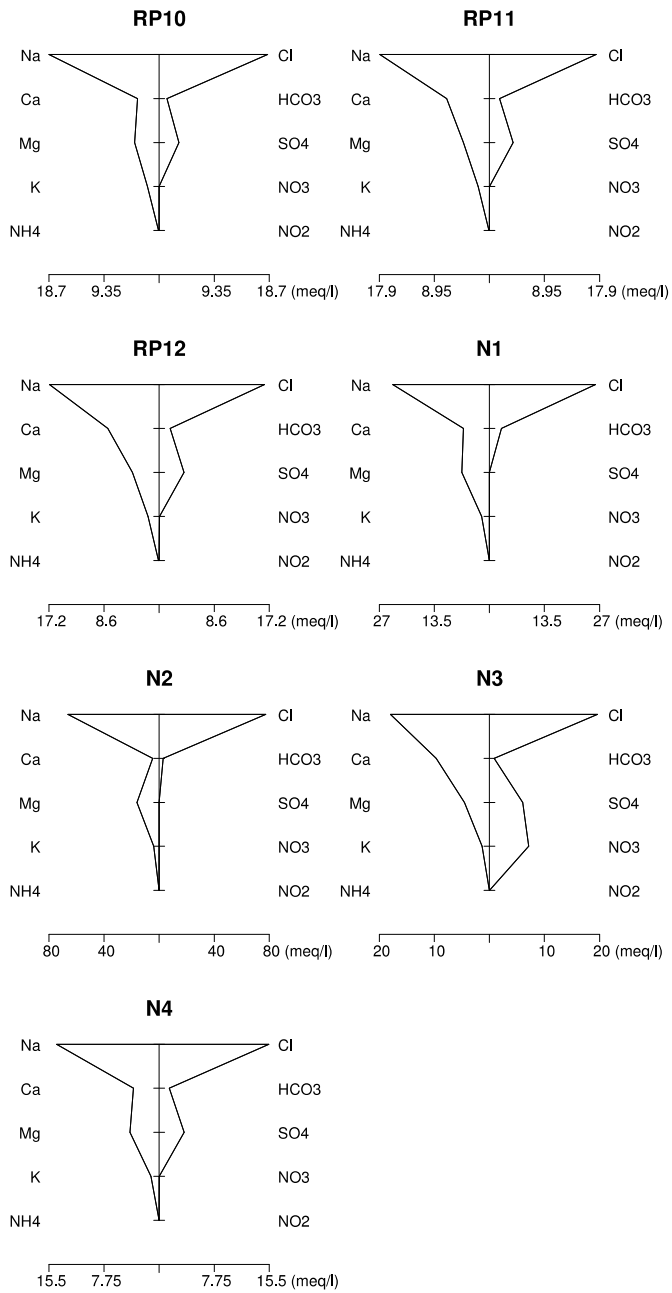 RP10
Na Cl
Ca HCO3
Mg SO4
K NO3
NH4 NO2
18.7 9.35 9.35 18.7 (meq/l)
RP11
Na Cl
Ca HCO3
Mg SO4
K NO3
NH4 NO2
17.9 8.95 8.95 17.9 (meq/l)
RP12
Na Cl
Ca HCO3
Mg SO4
K NO3
NH4 NO2
17.2 8.6 8.6 17.2 (meq/l)
N1
Na Cl
Ca HCO3
Mg SO4
K NO3
NH4 NO2
27 13.5 13.5 27 (meq/l)
N2
Na Cl
Ca HCO3
Mg SO4
K NO3
NH4 NO2
80 40 40 80 (meq/l)
N3
Na Cl
Ca HCO3
Mg SO4
K NO3
NH4 NO2
20 10 10 20 (meq/l)
N4
Na Cl
Ca HCO3
Mg SO4
K NO3
NH4 NO2
15.5 7.75 7.75 15.5 (meq/l)